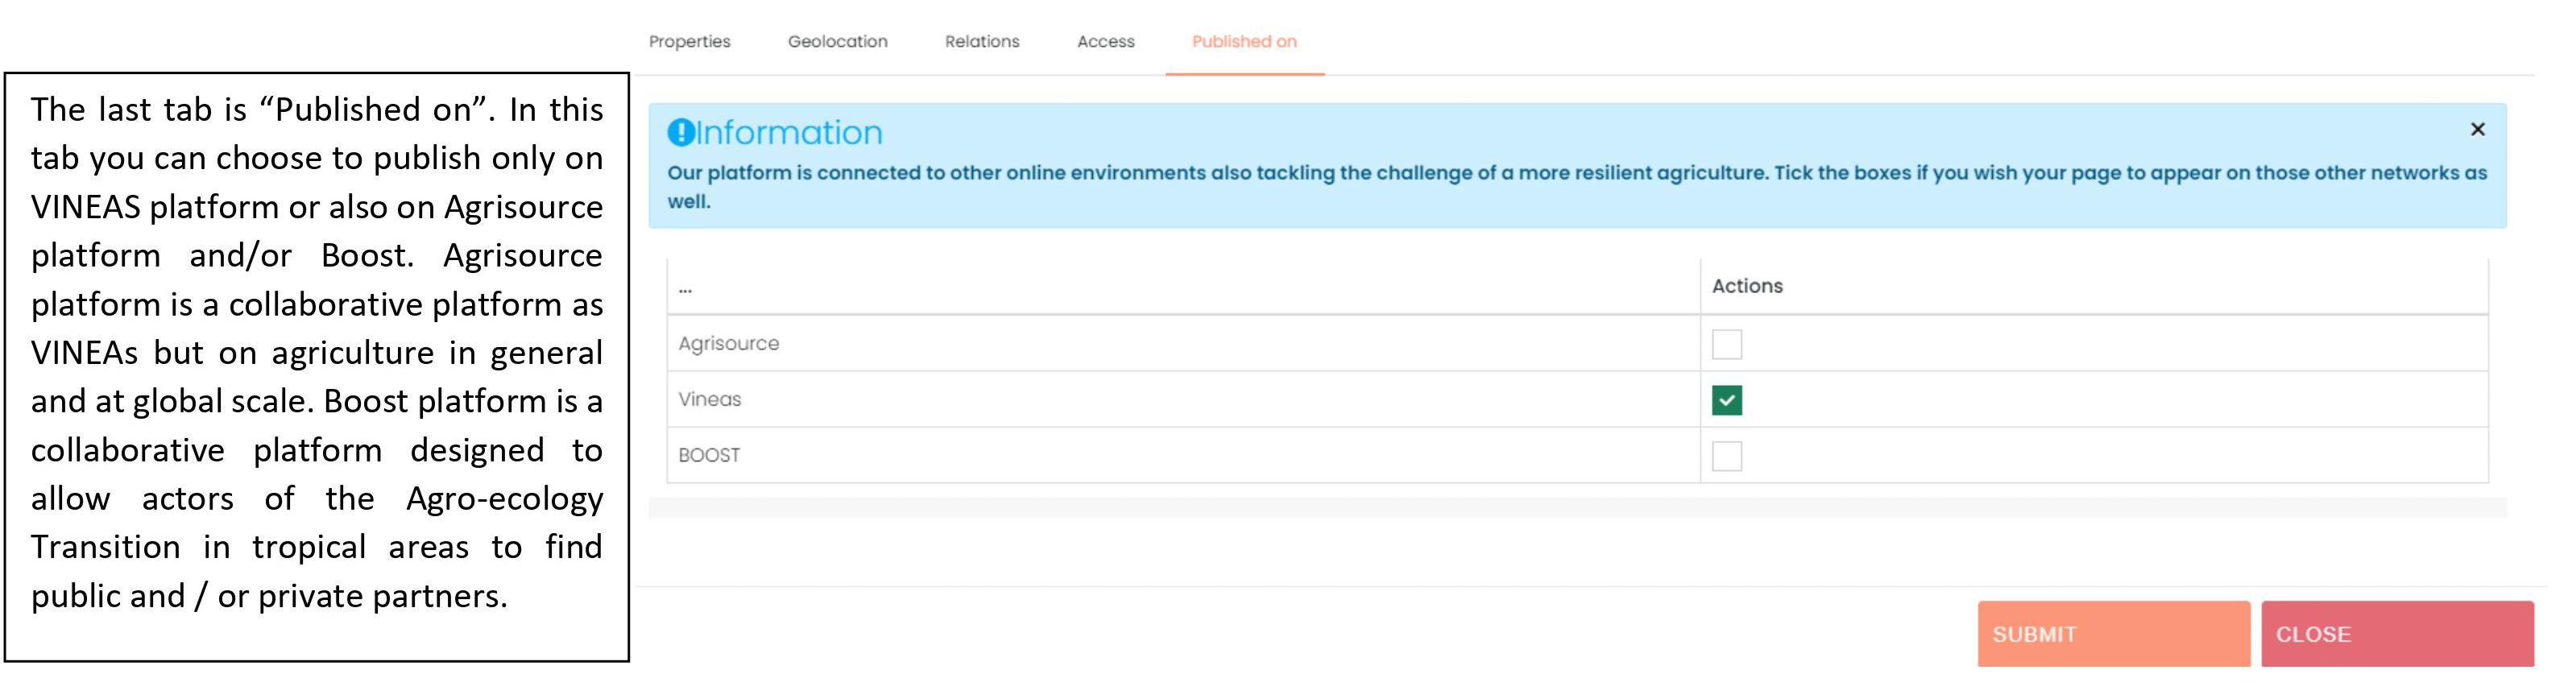 Properties Geolocation Relations Access Published on
The last tab is “Published on”. In this
tab you can choose to publish only on
VINEAS platform or also on Agrisource
platform and/or Boost. Agrisource
platform is a collaborative platform as
VINEAs but on agriculture in general
and at global scale. Boost platform is a
collaborative platform designed to
allow actors of the Agro-ecology
Transition in tropical areas to find
public and / or private partners.
Information
Our platform is connected to other online environments also tackling the challenge of a more resilient agriculture. Tick the boxes if you wish your page to appear on those other networks as
well.
... Actions
Agrisource
Vineas
BOOST
SUBMIT CLOSE